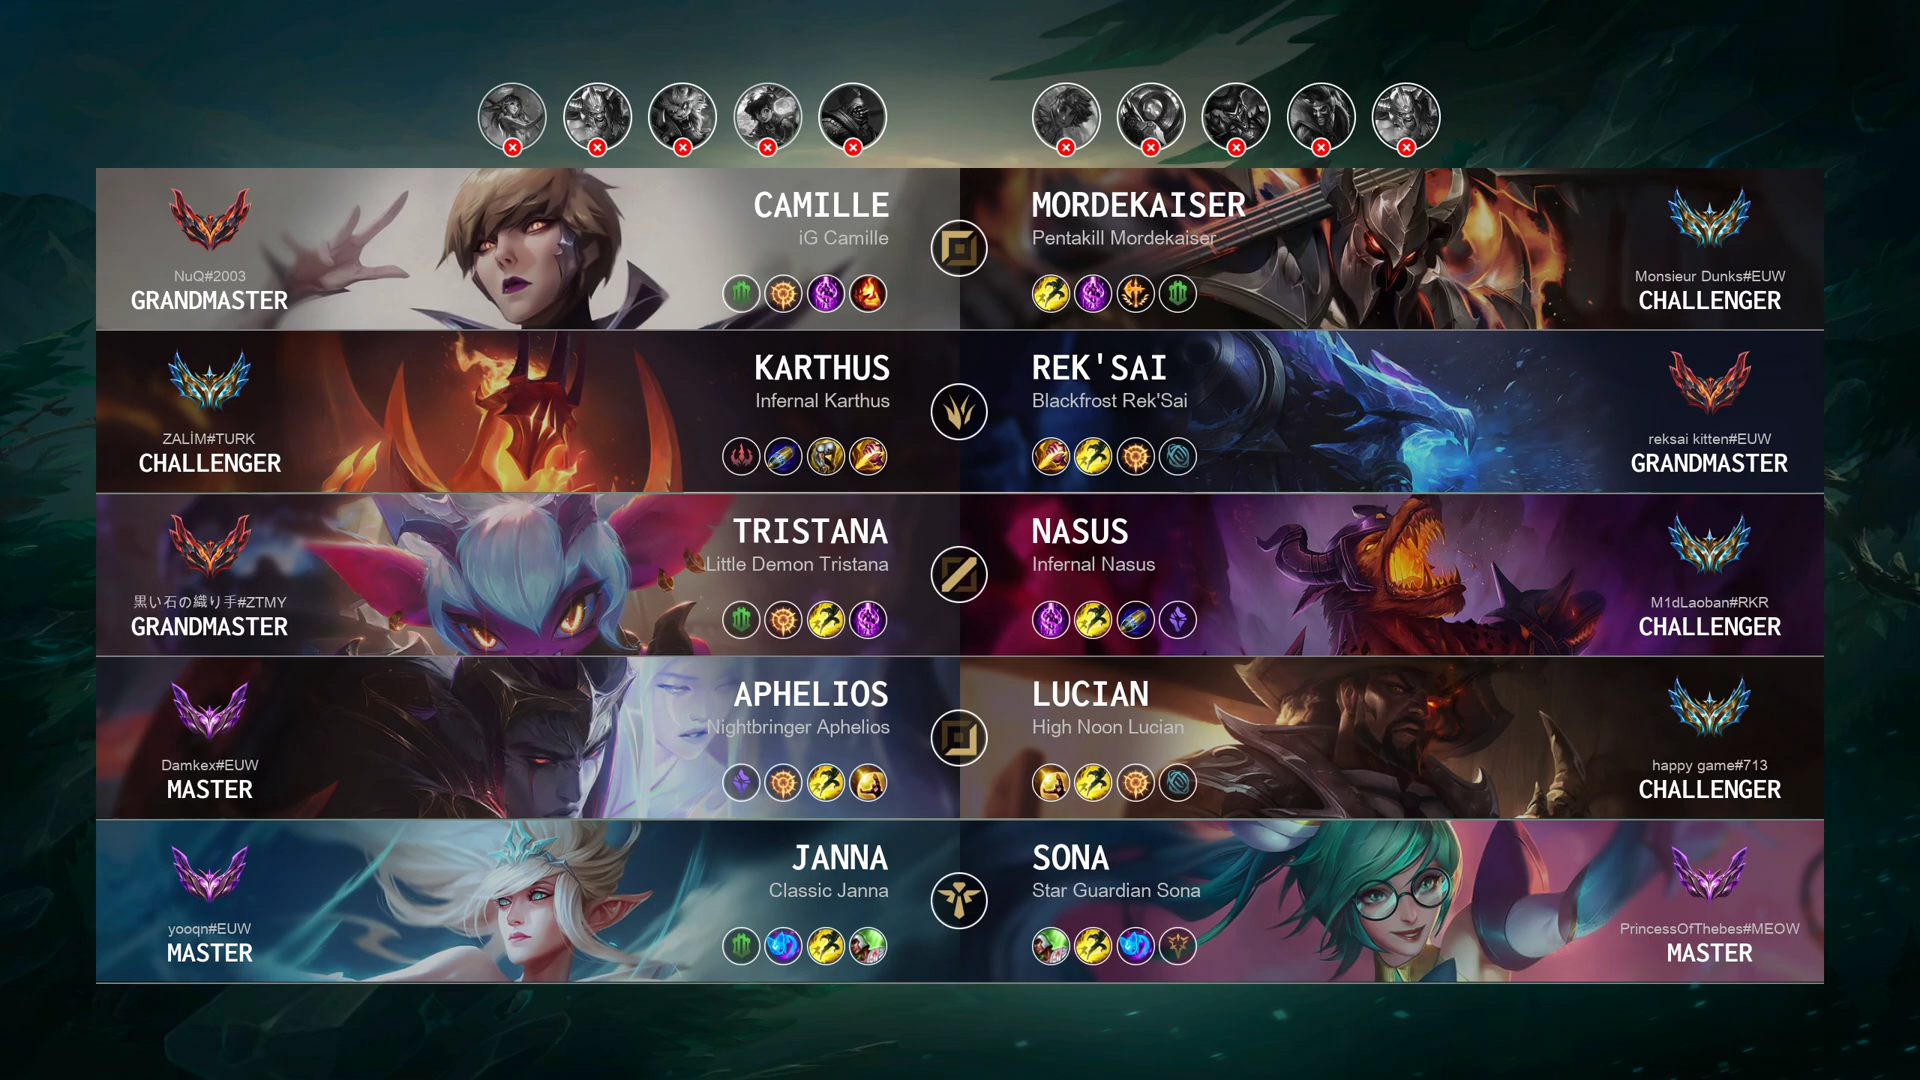 CAMILLE
iG Camille
NuQ#2003
GRANDMASTER
MORDEKAISER
Pentakill Mordekaiser
Monsieur Dunks#EUW
CHALLENGER
KARTHUS
Infernal Karthus
ZALİM#TURK
CHALLENGER
REK'SAI
Blackfrost Rek'Sai
reksai kitten#EUW
GRANDMASTER
TRISTANA
Little Demon Tristana
黒い石の織り手#ZTMY
GRANDMASTER
NASUS
Infernal Nasus
M1dLaoban#RKR
CHALLENGER
APHELIOS
Nightbringer Aphelios
Damkex#EUW
MASTER
LUCIAN
High Noon Lucian
happy game#713
CHALLENGER
JANNA
Classic Janna
yooqn#EUW
MASTER
SONA
Star Guardian Sona
PrincessOfThebes#MEOW
MASTER